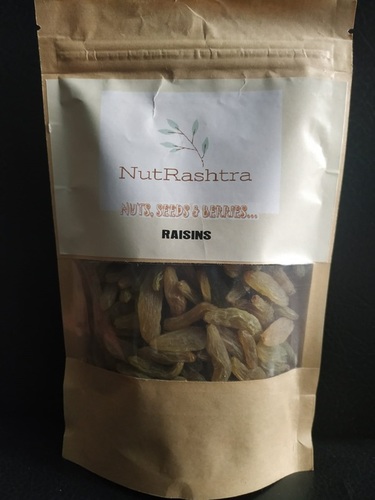 NutRashtra
NUTS, SEEDS & BERRIES...
RAISINS